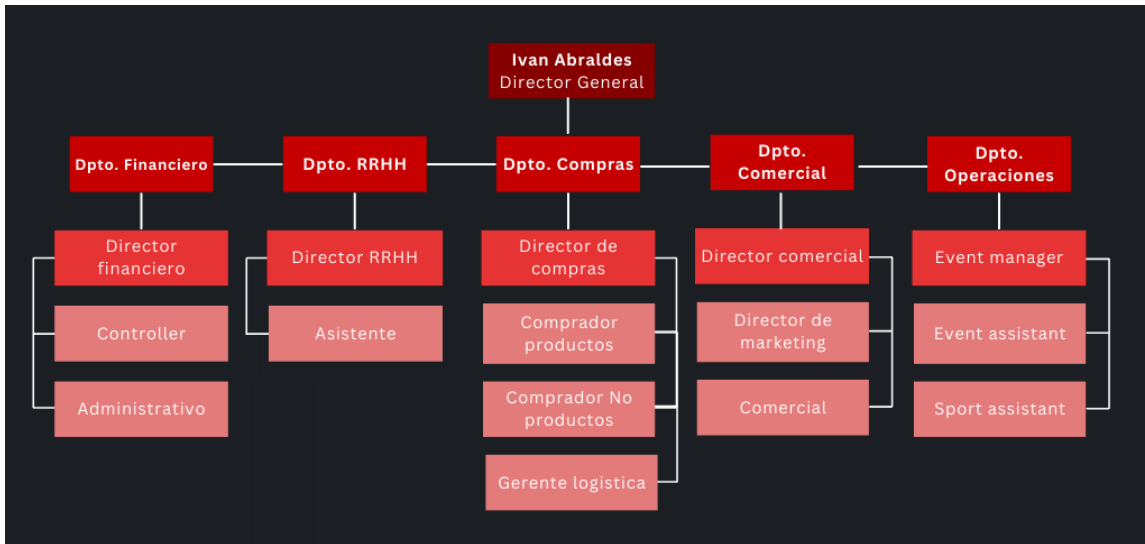 Ivan Abraldes
Director General
Dpto. Financiero
Dpto. RRHH
Dpto. Compras
Dpto.
Comercial
Dpto.
Operaciones
Director
financiero
Controller
Administrativo
Director RRHH
Asistente
Director de
compras
Comprador
productos
Comprador No
productos
Gerente logistica
Director comercial
Director de
marketing
Comercial
Event manager
Event assistant
Sport assistant